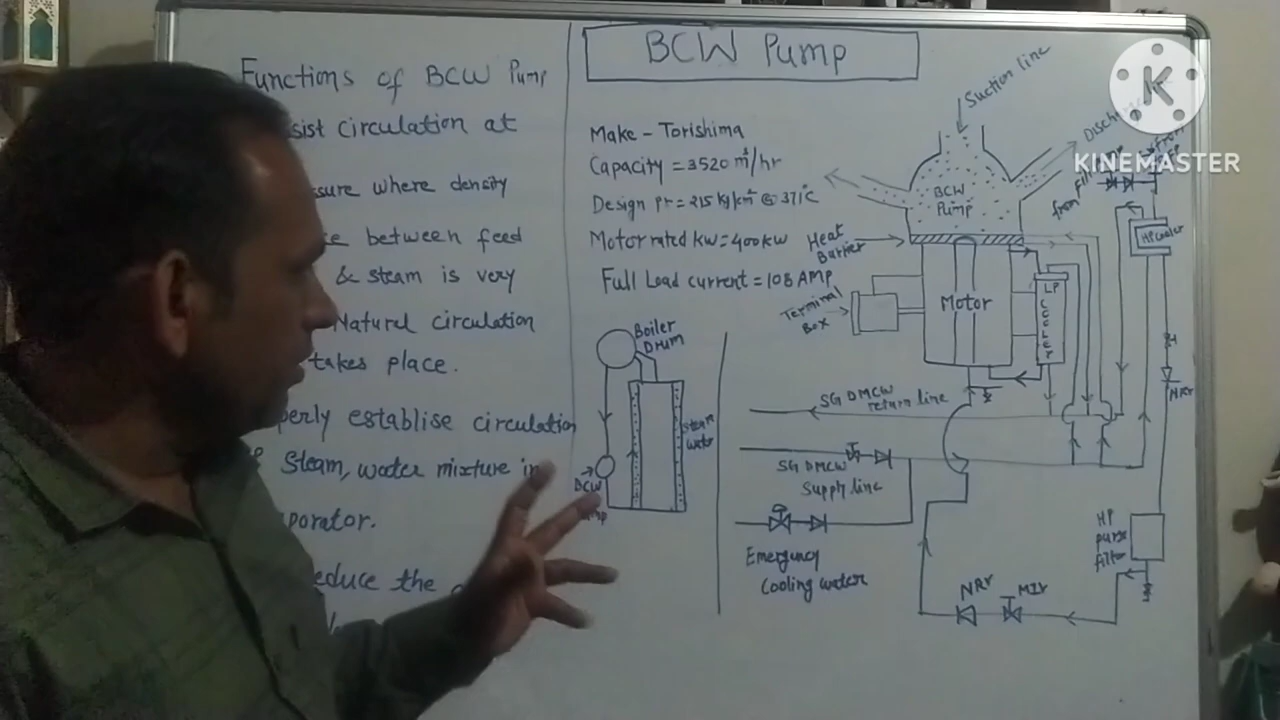 Functions of BCW Pump
sist circulation at
sure where density
between feed
& steam is very
Natural circulation
takes place.
perly establise circulation
Steam, water mixture in
porator.
educe the
BCW Pump
Make - Torishima
Capacity = 3520 m³/hr
Design Pr = 215 kg/cm² @ 371°C
Motor rated kw = 400 kw
Full Load current = 108 AMP
Boiler
Drum
steam
water
BCW
Suction line
BCW
Pump
Heat
Barrier
Terminal
Box
Motor
LP
COOLER
HP cooler
from
KINEMASTER
NRV
SG DMCW
return line
SG DMCW
Supply line
Emergency
Cooling water
HP
purge
filter
NRV
MIV